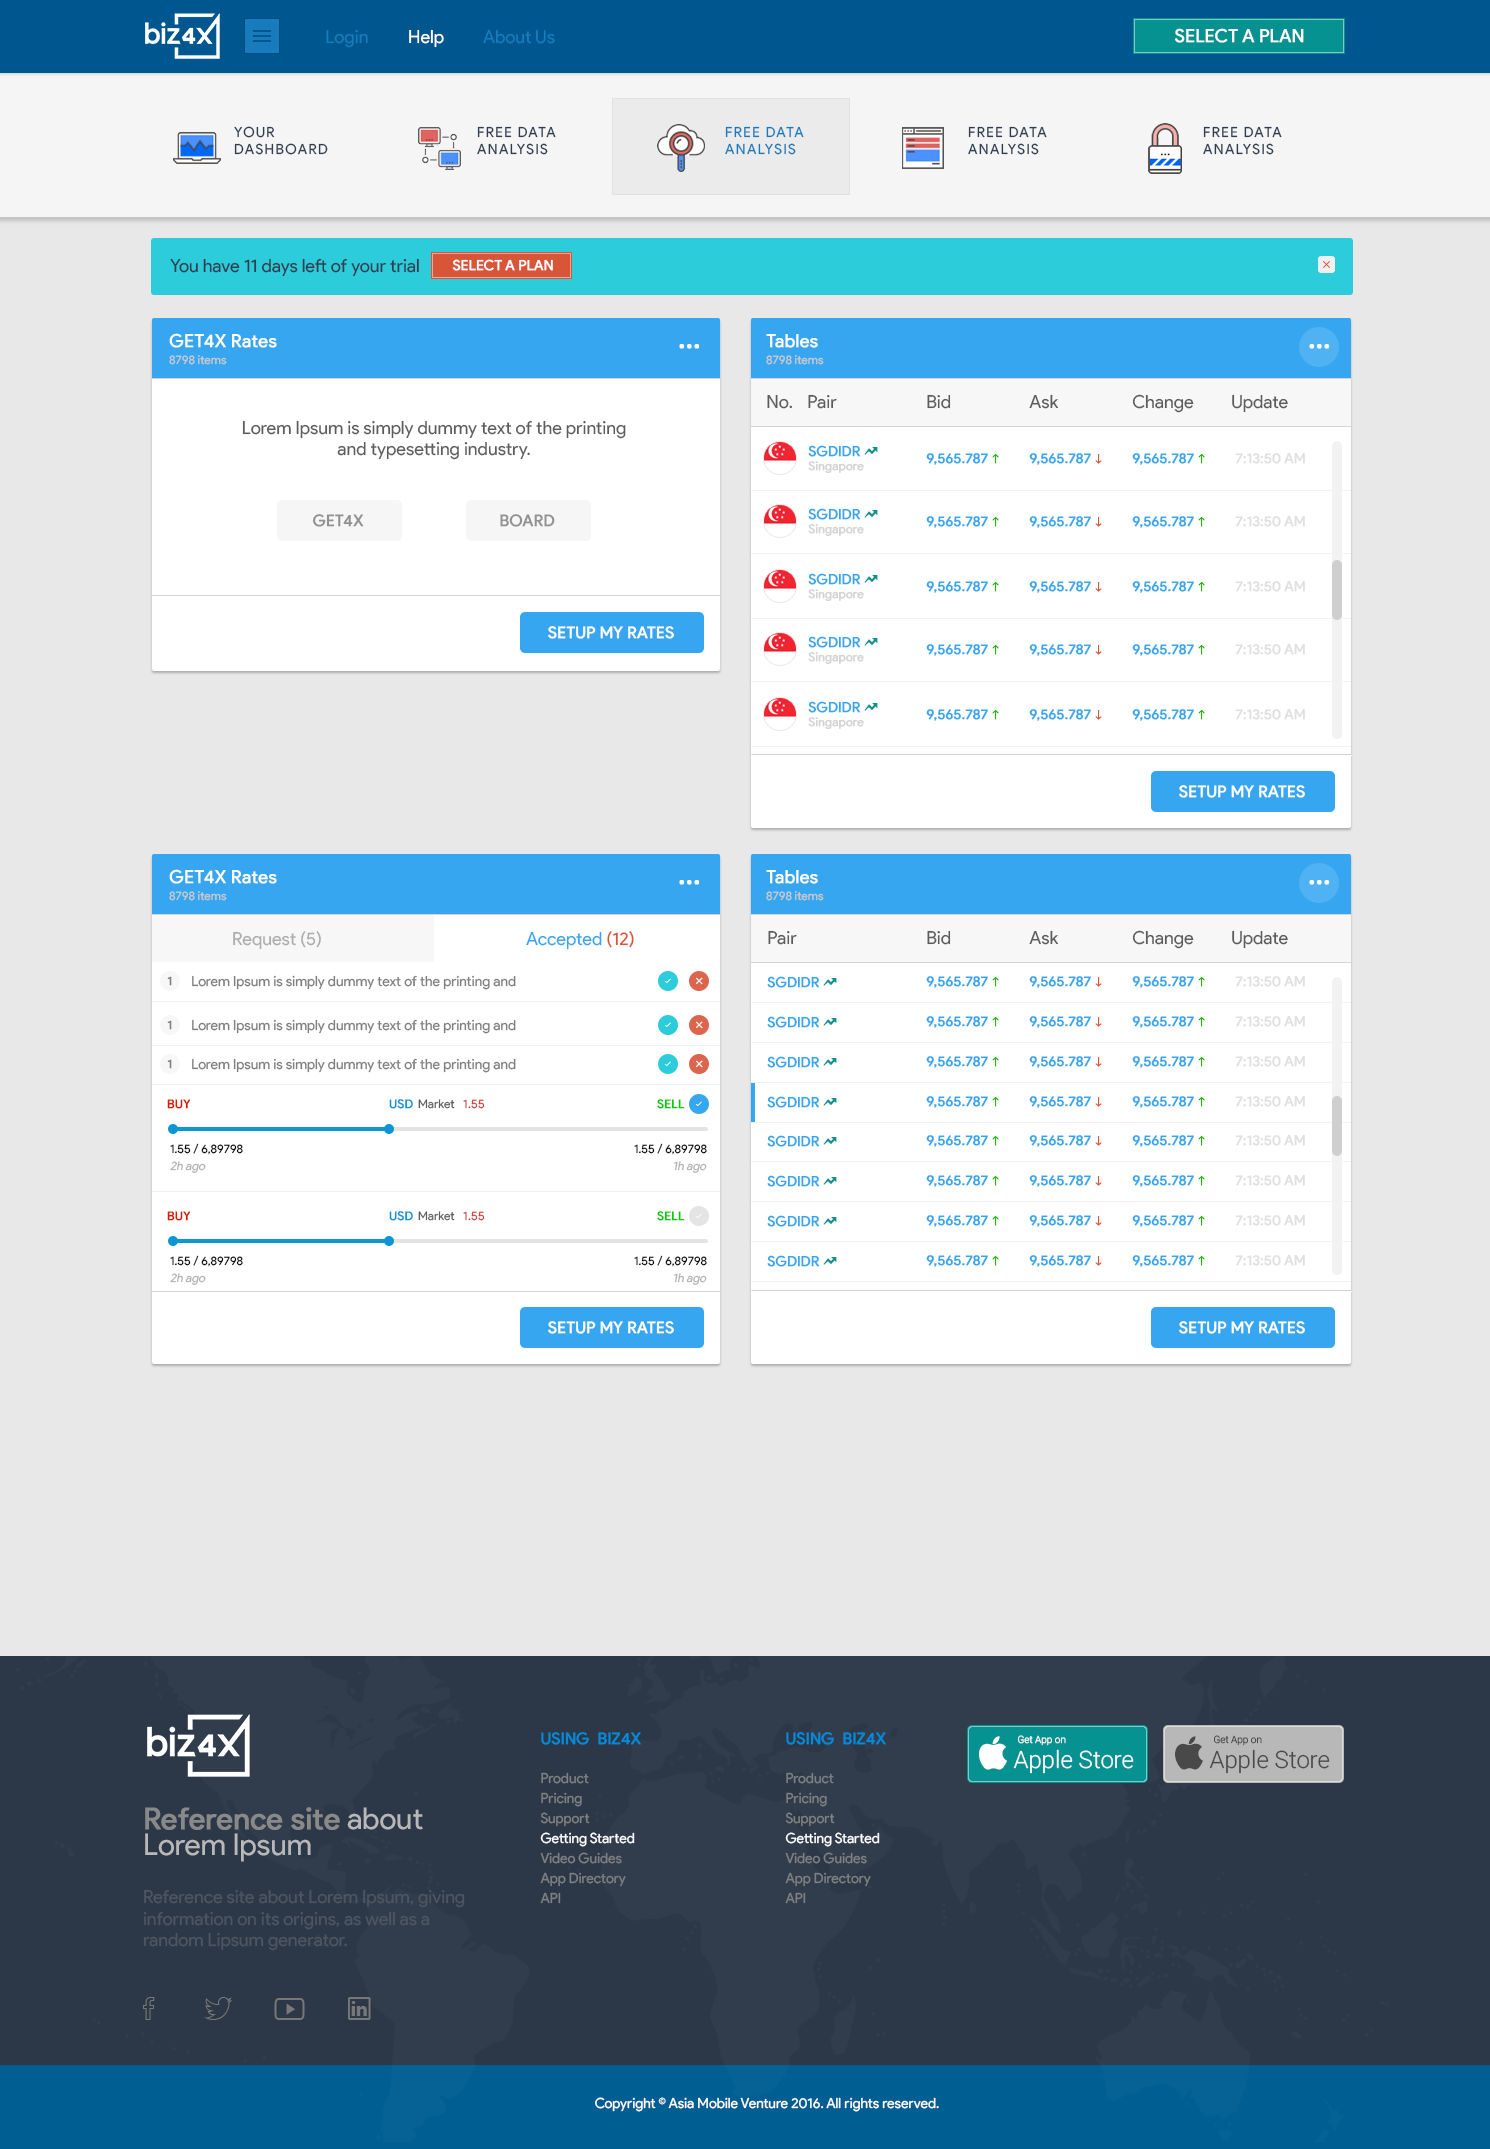 biz4X
Login
Help
About Us
SELECT A PLAN
YOUR
DASHBOARD
FREE DATA
ANALYSIS
FREE DATA
ANALYSIS
FREE DATA
ANALYSIS
FREE DATA
ANALYSIS
You have 11 days left of your trial
SELECT A PLAN
GET4X Rates
8798 items
Lorem Ipsum is simply dummy text of the printing
and typesetting industry.
GET4X
BOARD
SETUP MY RATES
Tables
8798 items
No. Pair Bid Ask Change Update
SGDIDR 9,565.787 9,565.787 9,565.787 7:13:50 AM
Singapore
SGDIDR 9,565.787 9,565.787 9,565.787 7:13:50 AM
Singapore
SGDIDR 9,565.787 9,565.787 9,565.787 7:13:50 AM
Singapore
SGDIDR 9,565.787 9,565.787 9,565.787 7:13:50 AM
Singapore
SGDIDR 9,565.787 9,565.787 9,565.787 7:13:50 AM
Singapore
SETUP MY RATES
GET4X Rates
8798 items
Request (5)
Accepted (12)
1 Lorem Ipsum is simply dummy text of the printing and
1 Lorem Ipsum is simply dummy text of the printing and
1 Lorem Ipsum is simply dummy text of the printing and
BUY USD Market 1.55 SELL
1.55 / 6,89798 1.55 / 6,89798
2h ago 1h ago
BUY USD Market 1.55 SELL
1.55 / 6,89798 1.55 / 6,89798
2h ago 1h ago
SETUP MY RATES
Tables
8798 items
Pair Bid Ask Change Update
SGDIDR 9,565.787 9,565.787 9,565.787 7:13:50 AM
SGDIDR 9,565.787 9,565.787 9,565.787 7:13:50 AM
SGDIDR 9,565.787 9,565.787 9,565.787 7:13:50 AM
SGDIDR 9,565.787 9,565.787 9,565.787 7:13:50 AM
SGDIDR 9,565.787 9,565.787 9,565.787 7:13:50 AM
SGDIDR 9,565.787 9,565.787 9,565.787 7:13:50 AM
SGDIDR 9,565.787 9,565.787 9,565.787 7:13:50 AM
SGDIDR 9,565.787 9,565.787 9,565.787 7:13:50 AM
SETUP MY RATES
biz4X
Reference site about
Lorem Ipsum
Reference site about Lorem Ipsum, giving
information on its origins, as well as a
random Lipsum generator.
USING BIZ4X
Product
Pricing
Support
Getting Started
Video Guides
App Directory
API
USING BIZ4X
Product
Pricing
Support
Getting Started
Video Guides
App Directory
API
Get App on
Apple Store
Get App on
Apple Store
Copyright © Asia Mobile Venture 2016. All rights reserved.